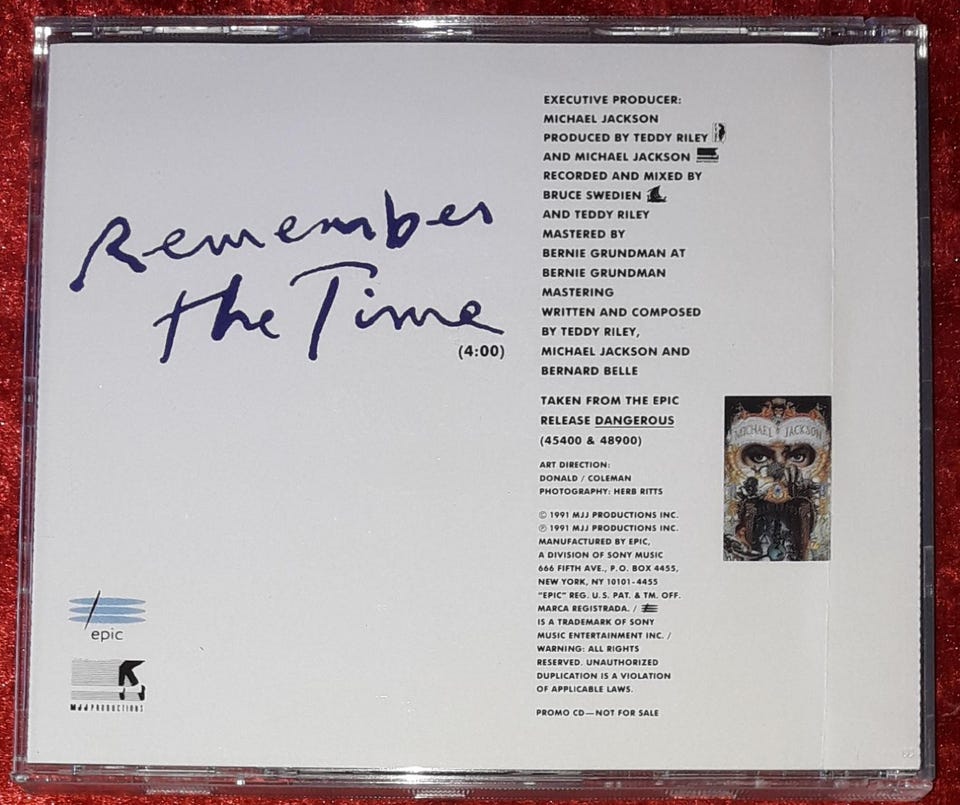 Remember
the Time
(4:00)
EXECUTIVE PRODUCER:
MICHAEL JACKSON
PRODUCED BY TEDDY RILEY
AND MICHAEL JACKSON
RECORDED AND MIXED BY
BRUCE SWEDIEN
AND TEDDY RILEY
MASTERED BY
BERNIE GRUNDMAN AT
BERNIE GRUNDMAN
MASTERING
WRITTEN AND COMPOSED
BY TEDDY RILEY,
MICHAEL JACKSON AND
BERNARD BELLE
TAKEN FROM THE EPIC
RELEASE DANGEROUS
(45400 & 48900)
ART DIRECTION:
DONALD / COLEMAN
PHOTOGRAPHY: HERB RITTS
© 1991 MJJ PRODUCTIONS INC.
℗ 1991 MJJ PRODUCTIONS INC.
MANUFACTURED BY EPIC,
A DIVISION OF SONY MUSIC
666 FIFTH AVE., P.O. BOX 4455,
NEW YORK, NY 10101-4455
"EPIC" REG. U.S. PAT. & TM. OFF.
MARCA REGISTRADA. /
IS A TRADEMARK OF SONY
MUSIC ENTERTAINMENT INC. /
WARNING: ALL RIGHTS
RESERVED. UNAUTHORIZED
DUPLICATION IS A VIOLATION
OF APPLICABLE LAWS.
PROMO CD—NOT FOR SALE
MICHAEL JACKSON
epic
MJJ PRODUCTIONS